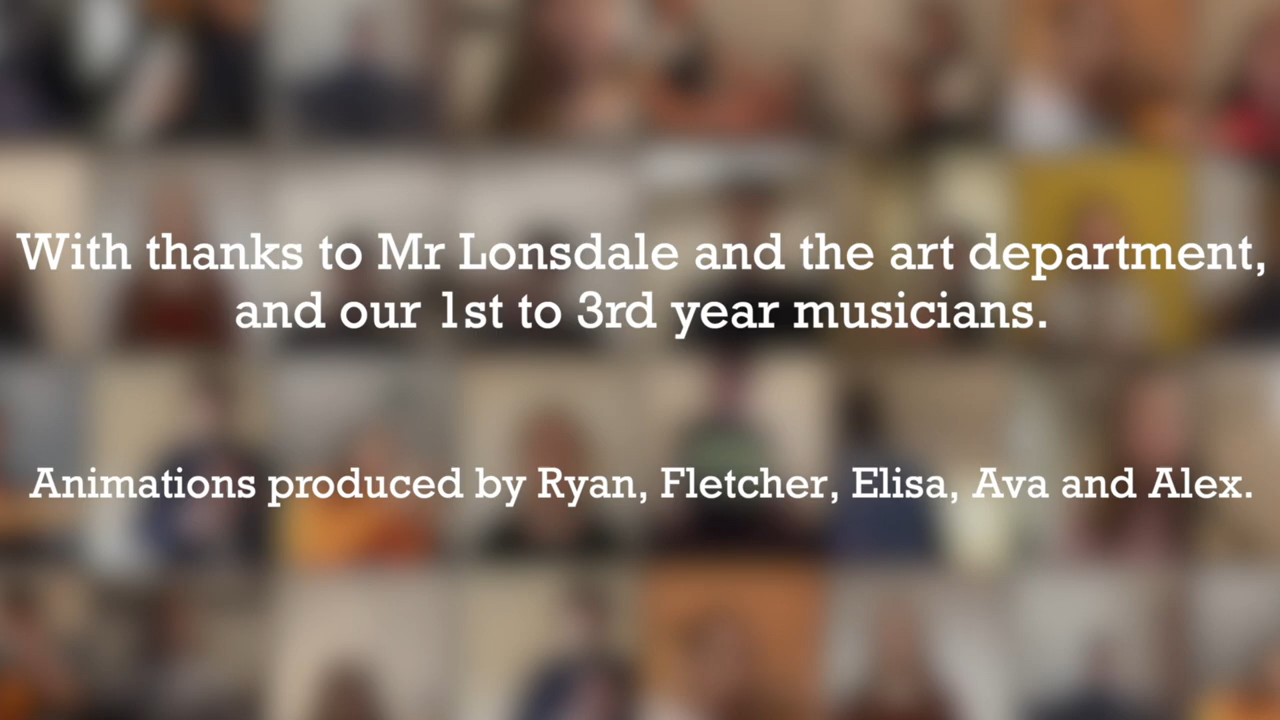 With thanks to Mr Lonsdale and the art department,
and our 1st to 3rd year musicians.
Animations produced by Ryan, Fletcher, Elisa, Ava and Alex.